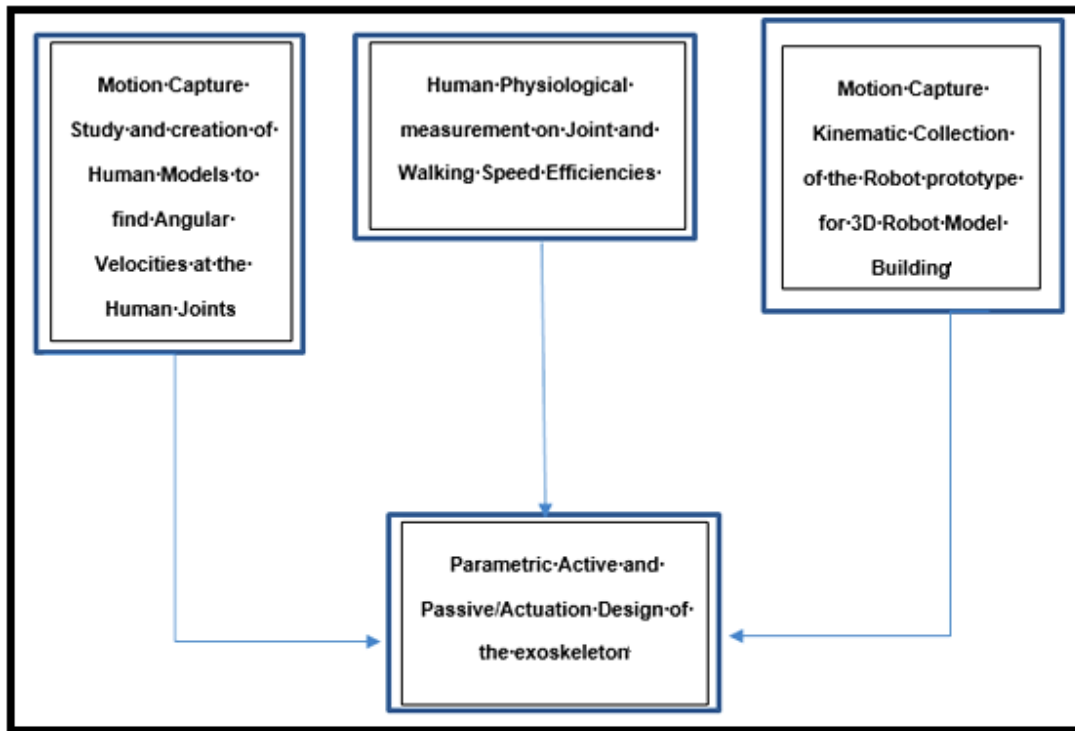 Motion·Capture·
Study·and·creation·of·
Human·Models·to·
find·Angular·
Velocities·at·the·
Human·Joints
Human·Physiological·
measurement·on·Joint·and·
Walking·Speed·Efficiencies·
Motion·Capture·
Kinematic·Collection·
of·the·Robot·prototype·
for·3D·Robot·Model·
Building
Parametric·Active·and·
Passive/Actuation·Design·of·
the·exoskeleton